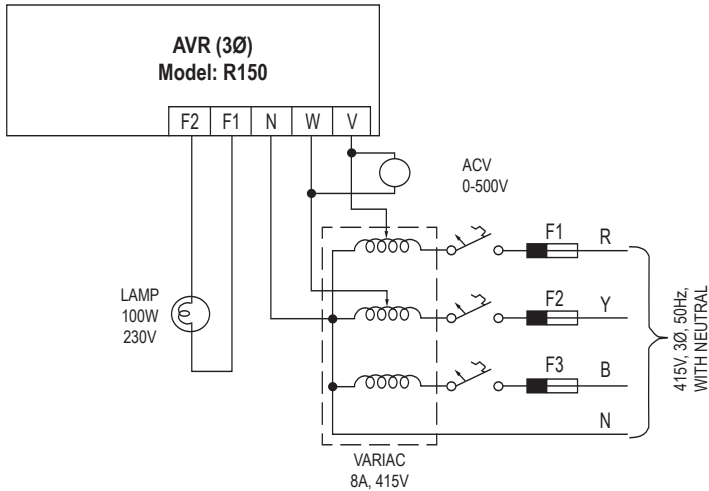 AVR (3Ø)
Model: R150
F2 F1 N W V
ACV
0-500V
F1 R
LAMP
100W
230V
F2 Y
F3 B
N
415V, 3Ø, 50Hz,
WITH NEUTRAL
VARIAC
8A, 415V